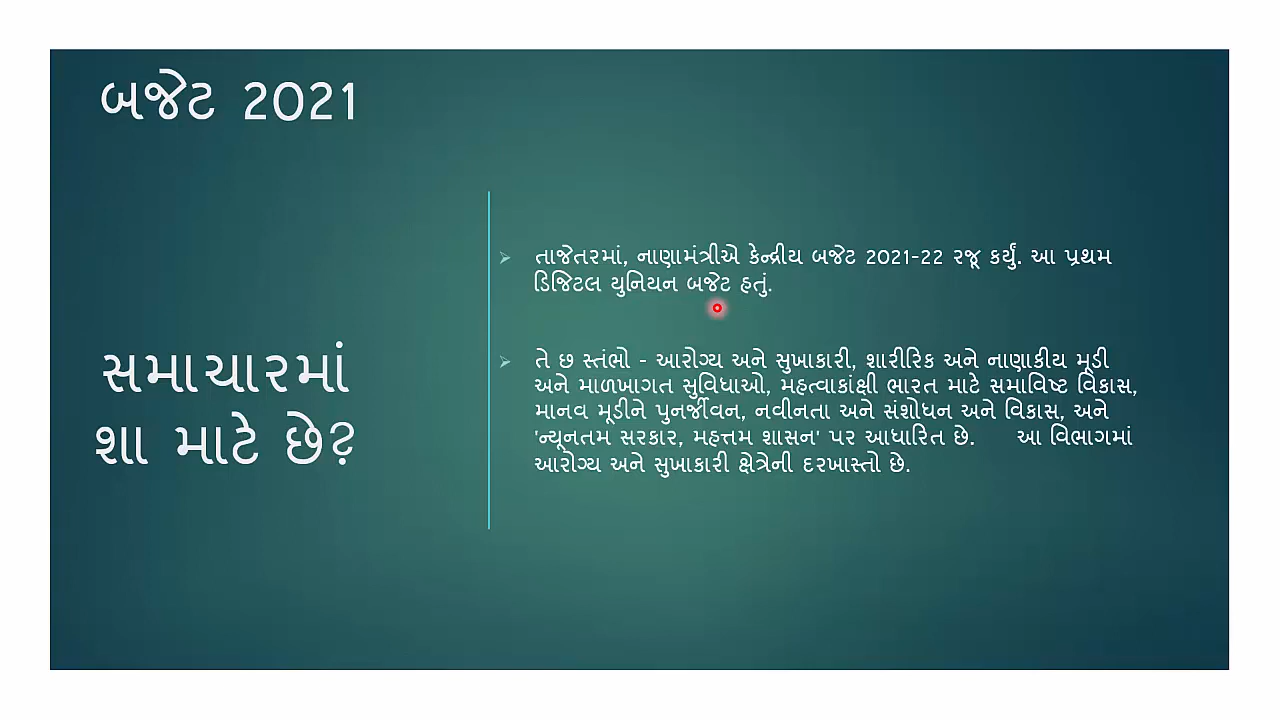 બજેટ 2021
સમાચારમાં
શા માટે છે?
તાજેતરમાં, નાણામંત્રીએ કેન્દ્રીય બજેટ 2021-22 રજૂ કર્યું. આ પ્રથમ
ડિજિટલ યુનિયન બજેટ હતું.
તે છ સ્તંભો - આરોગ્ય અને સુખાકારી, શારીરિક અને નાણાકીય મૂડી
અને માળખાગત સુવિધાઓ, મહત્વાકાંક્ષી ભારત માટે સમાવિષ્ટ વિકાસ,
માનવ મૂડીને પુનર્જીવન, નવીનતા અને સંશોધન અને વિકાસ, અને
'ન્યૂનતમ સરકાર, મહત્તમ શાસન' પર આધારિત છે. આ વિભાગમાં
આરોગ્ય અને સુખાકારી ક્ષેત્રેની દરખાસ્તો છે.